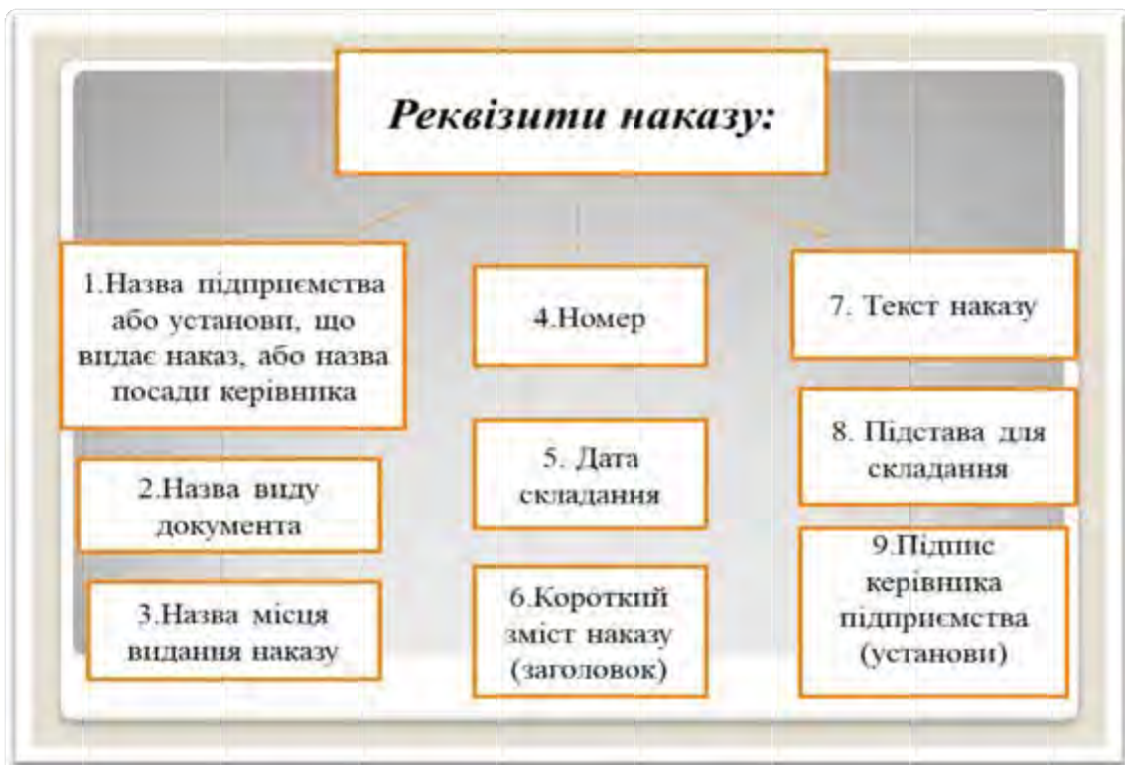 Реквізити наказу:
1.Назва підприємства
або установи, що
видає наказ, або назва
посади керівника
2.Назва виду
документа
3.Назва місця
видання наказу
4.Номер
5. Дата
складання
6.Короткий
зміст наказу
(заголовок)
7. Текст наказу
8. Підстава для
складання
9.Підпис
керівника
підприємства
(установи)